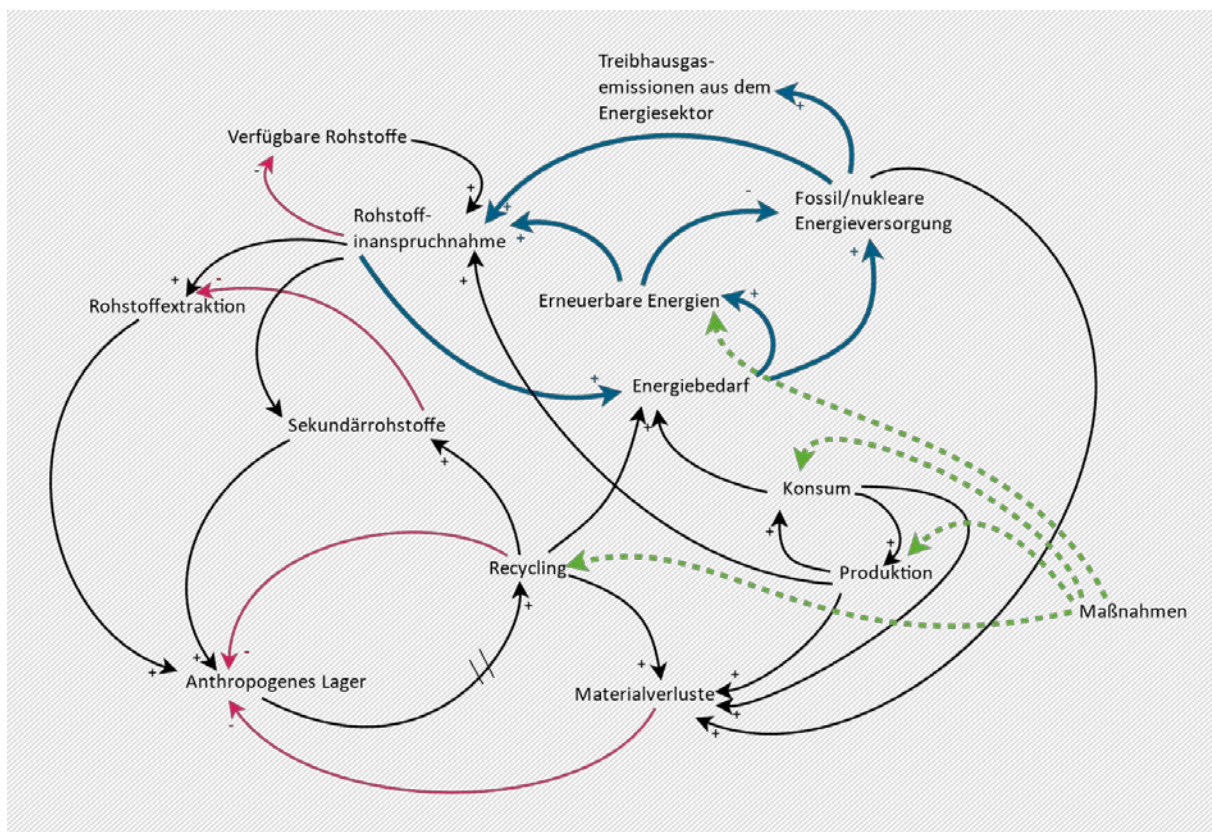 Treibhausgas-
emissionen aus dem
Energiesektor
+
Verfügbare Rohstoffe
-
+
Rohstoff-
inanspruchnahme
+
+
+
-
Fossil/nukleare
Energieversorgung
+
+
-
Rohstoffextraktion
Erneuerbare Energien
+
+
Energiebedarf
Sekundärrohstoffe
+
+
Konsum
+
+
Recycling
+
Produktion
Maßnahmen
+
+
-
Anthropogenes Lager
-
+
+
Materialverluste
+
+